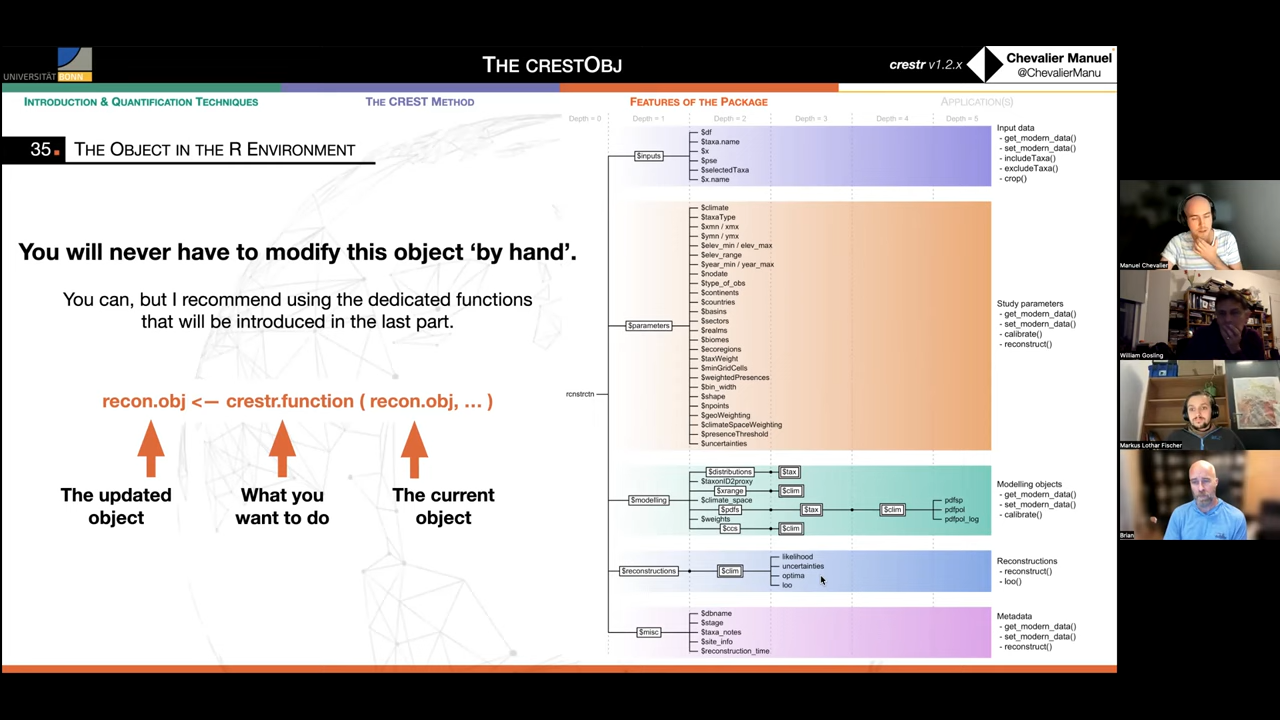 UNIVERSITÄT BONN
THE CRESTOBJ
crestr v1.2.x
Chevalier Manuel
@ChevalierManu
INTRODUCTION & QUANTIFICATION TECHNIQUES
THE CREST METHOD
FEATURES OF THE PACKAGE
APPLICATION(S)
35.
THE OBJECT IN THE R ENVIRONMENT
You will never have to modify this object ‘by hand’.
You can, but I recommend using the dedicated functions
that will be introduced in the last part.
recon.obj <— crestr.function ( recon.obj, … )
The updated
object
What you
want to do
The current
object
Depth = 0
Depth = 1
Depth = 2
Depth = 3
Depth = 4
Depth = 5
rcnstrctn
$inputs
$df
$taxa.name
$x
$pse
$selectedTaxa
$x.name
Input data
- get_modern_data()
- set_modern_data()
- includeTaxa()
- excludeTaxa()
- crop()
$parameters
$climate
$taxaType
$xmn / xmx
$ymn / ymx
$elev_min / elev_max
$elev_range
$year_min / year_max
$nodate
$type_of_obs
$continents
$countries
$basins
$sectors
$realms
$biomes
$ecoregions
$taxWeight
$minGridCells
$weightedPresences
$bin_width
$shape
$npoints
$geoWeighting
$climateSpaceWeighting
$presenceThreshold
$uncertainties
Study parameters
- get_modern_data()
- set_modern_data()
- calibrate()
- reconstruct()
$modelling
$distributions
$tax
$taxonID2proxy
$xrange
$clim
$climate_space
$pdfs
$tax
$clim
pdfsp
pdfpol
pdfpol_log
$weights
$ccs
$clim
Modelling objects
- get_modern_data()
- set_modern_data()
- calibrate()
$reconstructions
$clim
likelihood
uncertainties
optima
loo
Reconstructions
- reconstruct()
- loo()
$misc
$dbname
$stage
$taxa_notes
$site_info
$reconstruction_time
Metadata
- get_modern_data()
- set_modern_data()
- reconstruct()
Manuel Chevalier
William Gosling
Markus Lothar Fischer
Brian